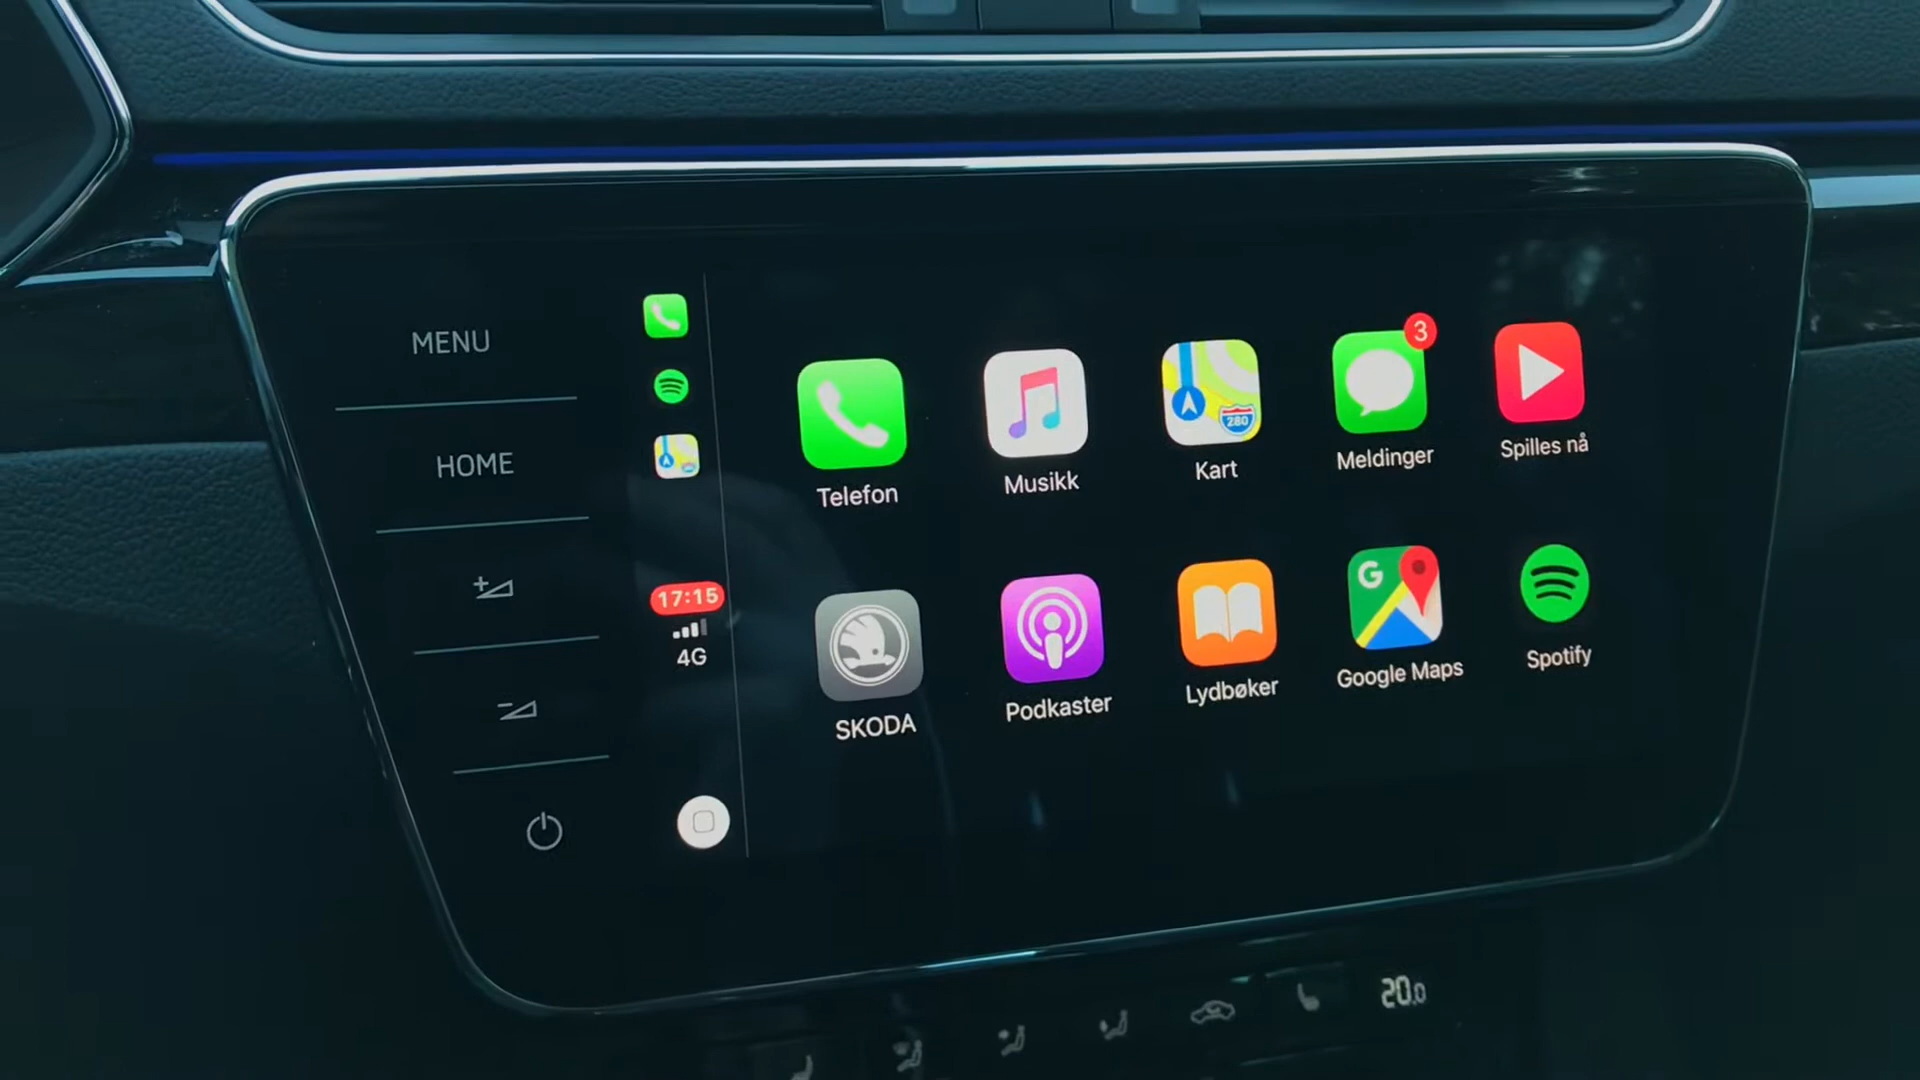 MENU
HOME
17:15
4G
Telefon
Musikk
280
Kart
3
Meldinger
Spilles nå
SKODA
Podkaster
Lydbøker
G
Google Maps
Spotify
20.0